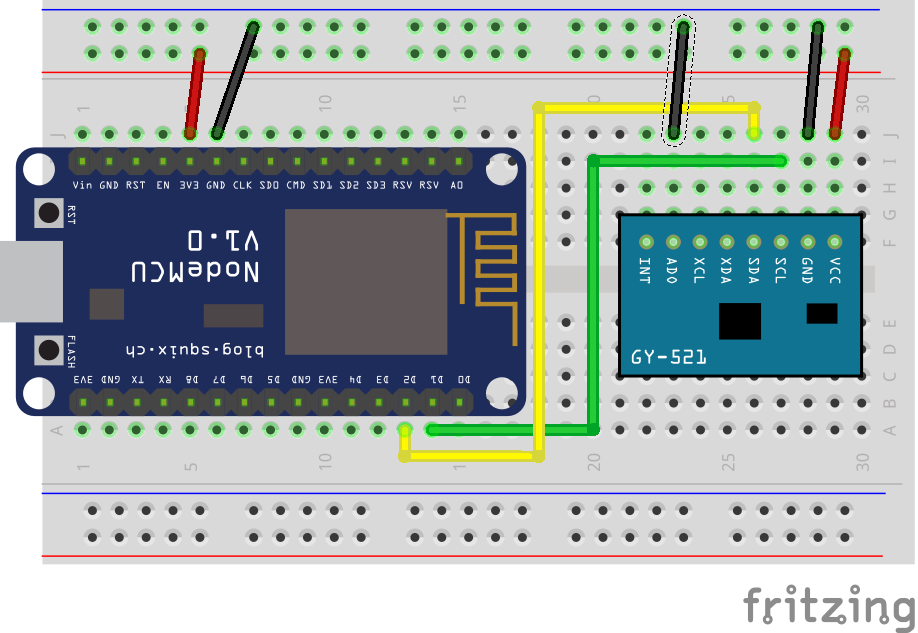 1 10 15 0 5 30
J J
I
H
G
F
E
D
C
B
A A
Vin GND RST EN 3V3 GND CLK SD0 CMD SD1 SD2 SD3 RSV RSV A0
RST
NodeMCU
V1.0
blog.squix.ch
FLASH
3V3 GND TX RX D8 D7 D6 D5 GND 3V3 D4 D3 D2 D1 D0
INT AD0 XCL XDA SDA SCL GND VCC
GY-521
1 5 10 1 20 25 30
fritzing